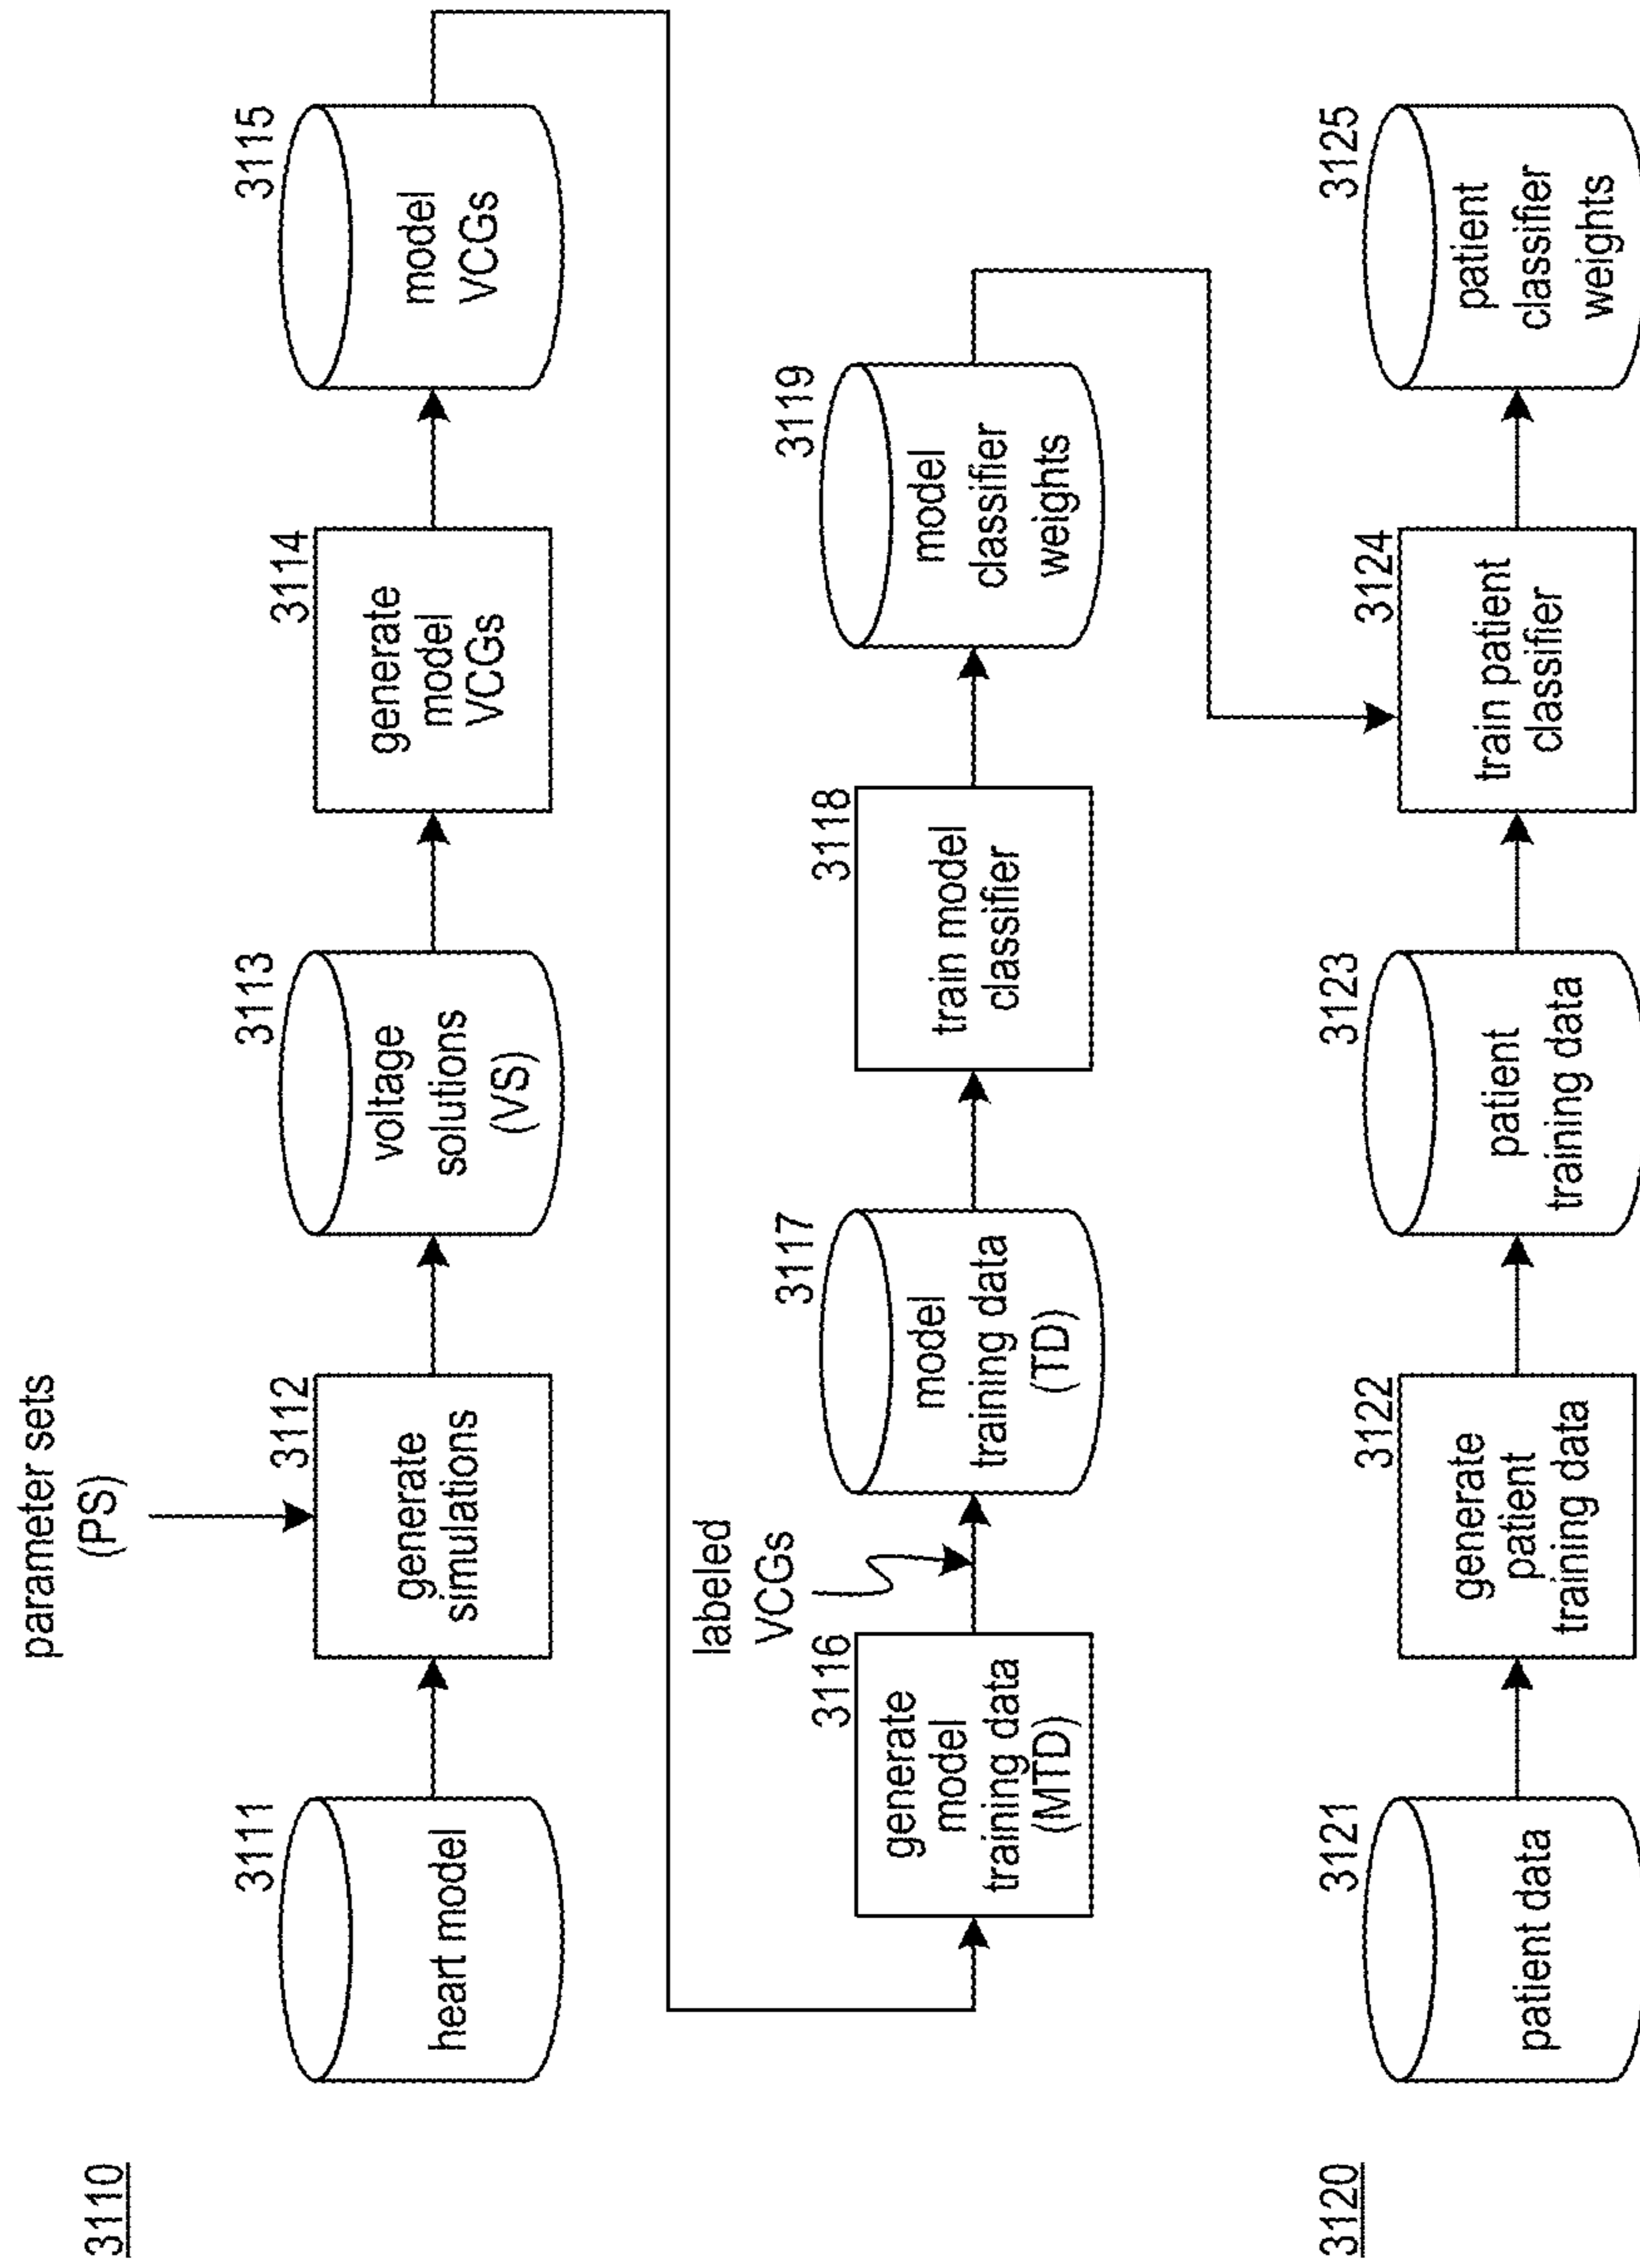 3110
parameter sets
(PS)
3111
heart model
3112
generate
simulations
3113
voltage
solutions
(VS)
3114
generate
model
VCGs
3115
model
VCGs
3116
generate
model
training data
(MTD)
labeled
VCGs
3117
model
training data
(TD)
3118
train model
classifier
3119
model
classifier
weights
3120
3121
patient data
3122
generate
patient
training data
3123
patient
training data
3124
train patient
classifier
3125
patient
classifier
weights